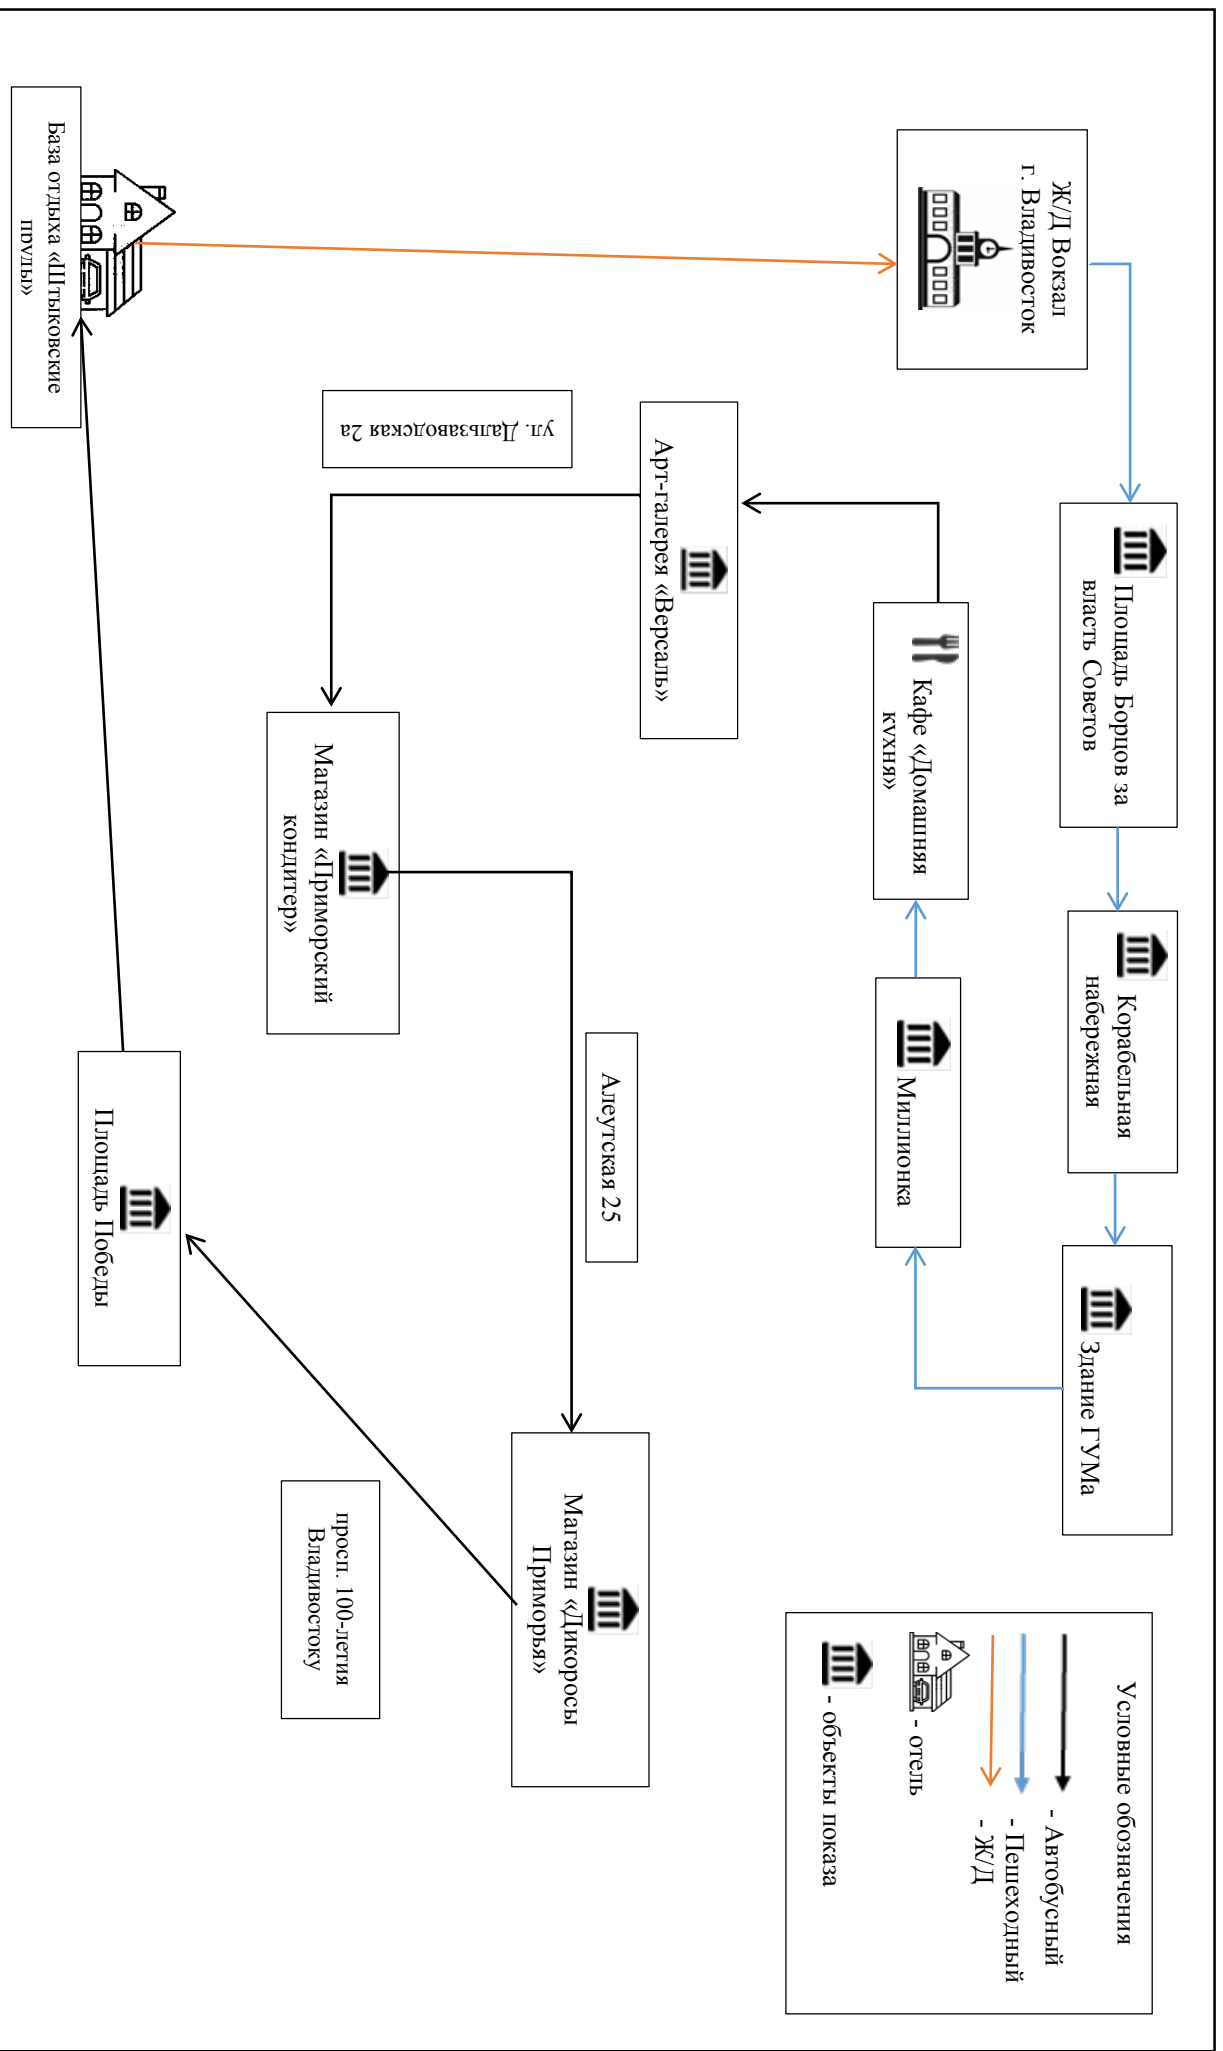 Ж/Д Вокзал
г. Владивосток
Площадь Борцов за
власть Советов
Корабельная
набережная
Здание ГУМа
Условные обозначения
- Автобусный
- Пешеходный
- Ж/Д
- отель
- объекты показа
Миллионка
Кафе «Домашняя
кухня»
Арт-галерея «Версаль»
ул. Дальзаводская 2а
Магазин «Приморский
кондитер»
Алеутская 25
Магазин «Дикоросы
Приморья»
просп. 100-летия
Владивостоку
Площадь Победы
База отдыха «Штыковские
пруды»